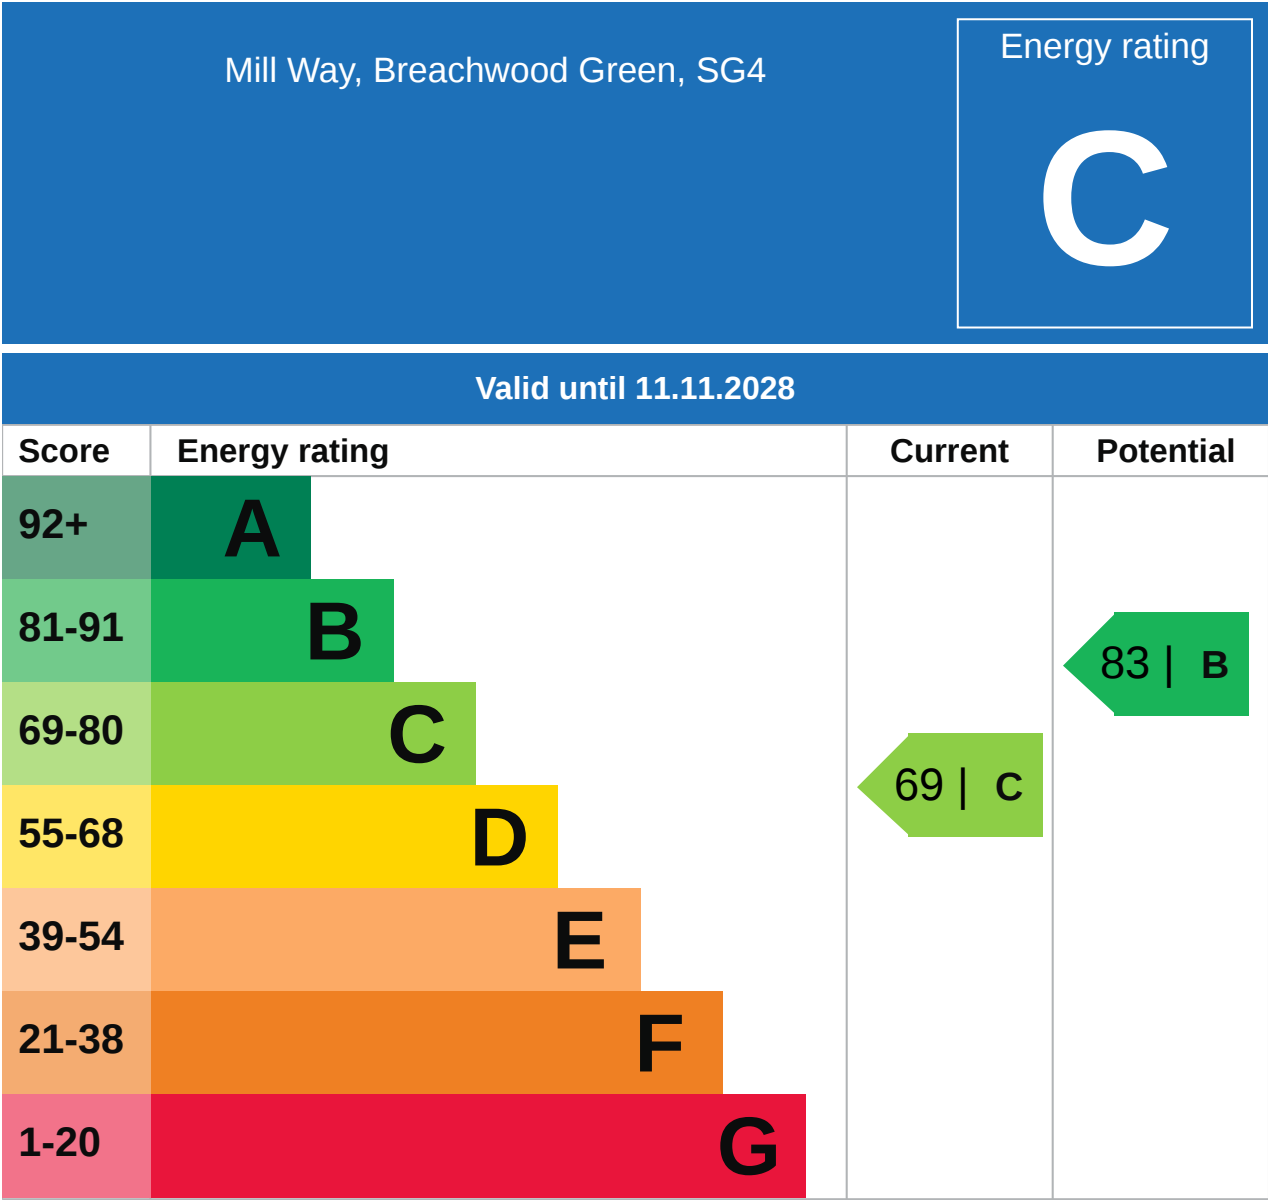 Mill Way, Breachwood Green, SG4
Energy rating
C
Valid until 11.11.2028
Score Energy rating Current Potential
92+ A
81-91 B
83 | B
69-80 C
69 | C
55-68 D
39-54 E
21-38 F
1-20 G